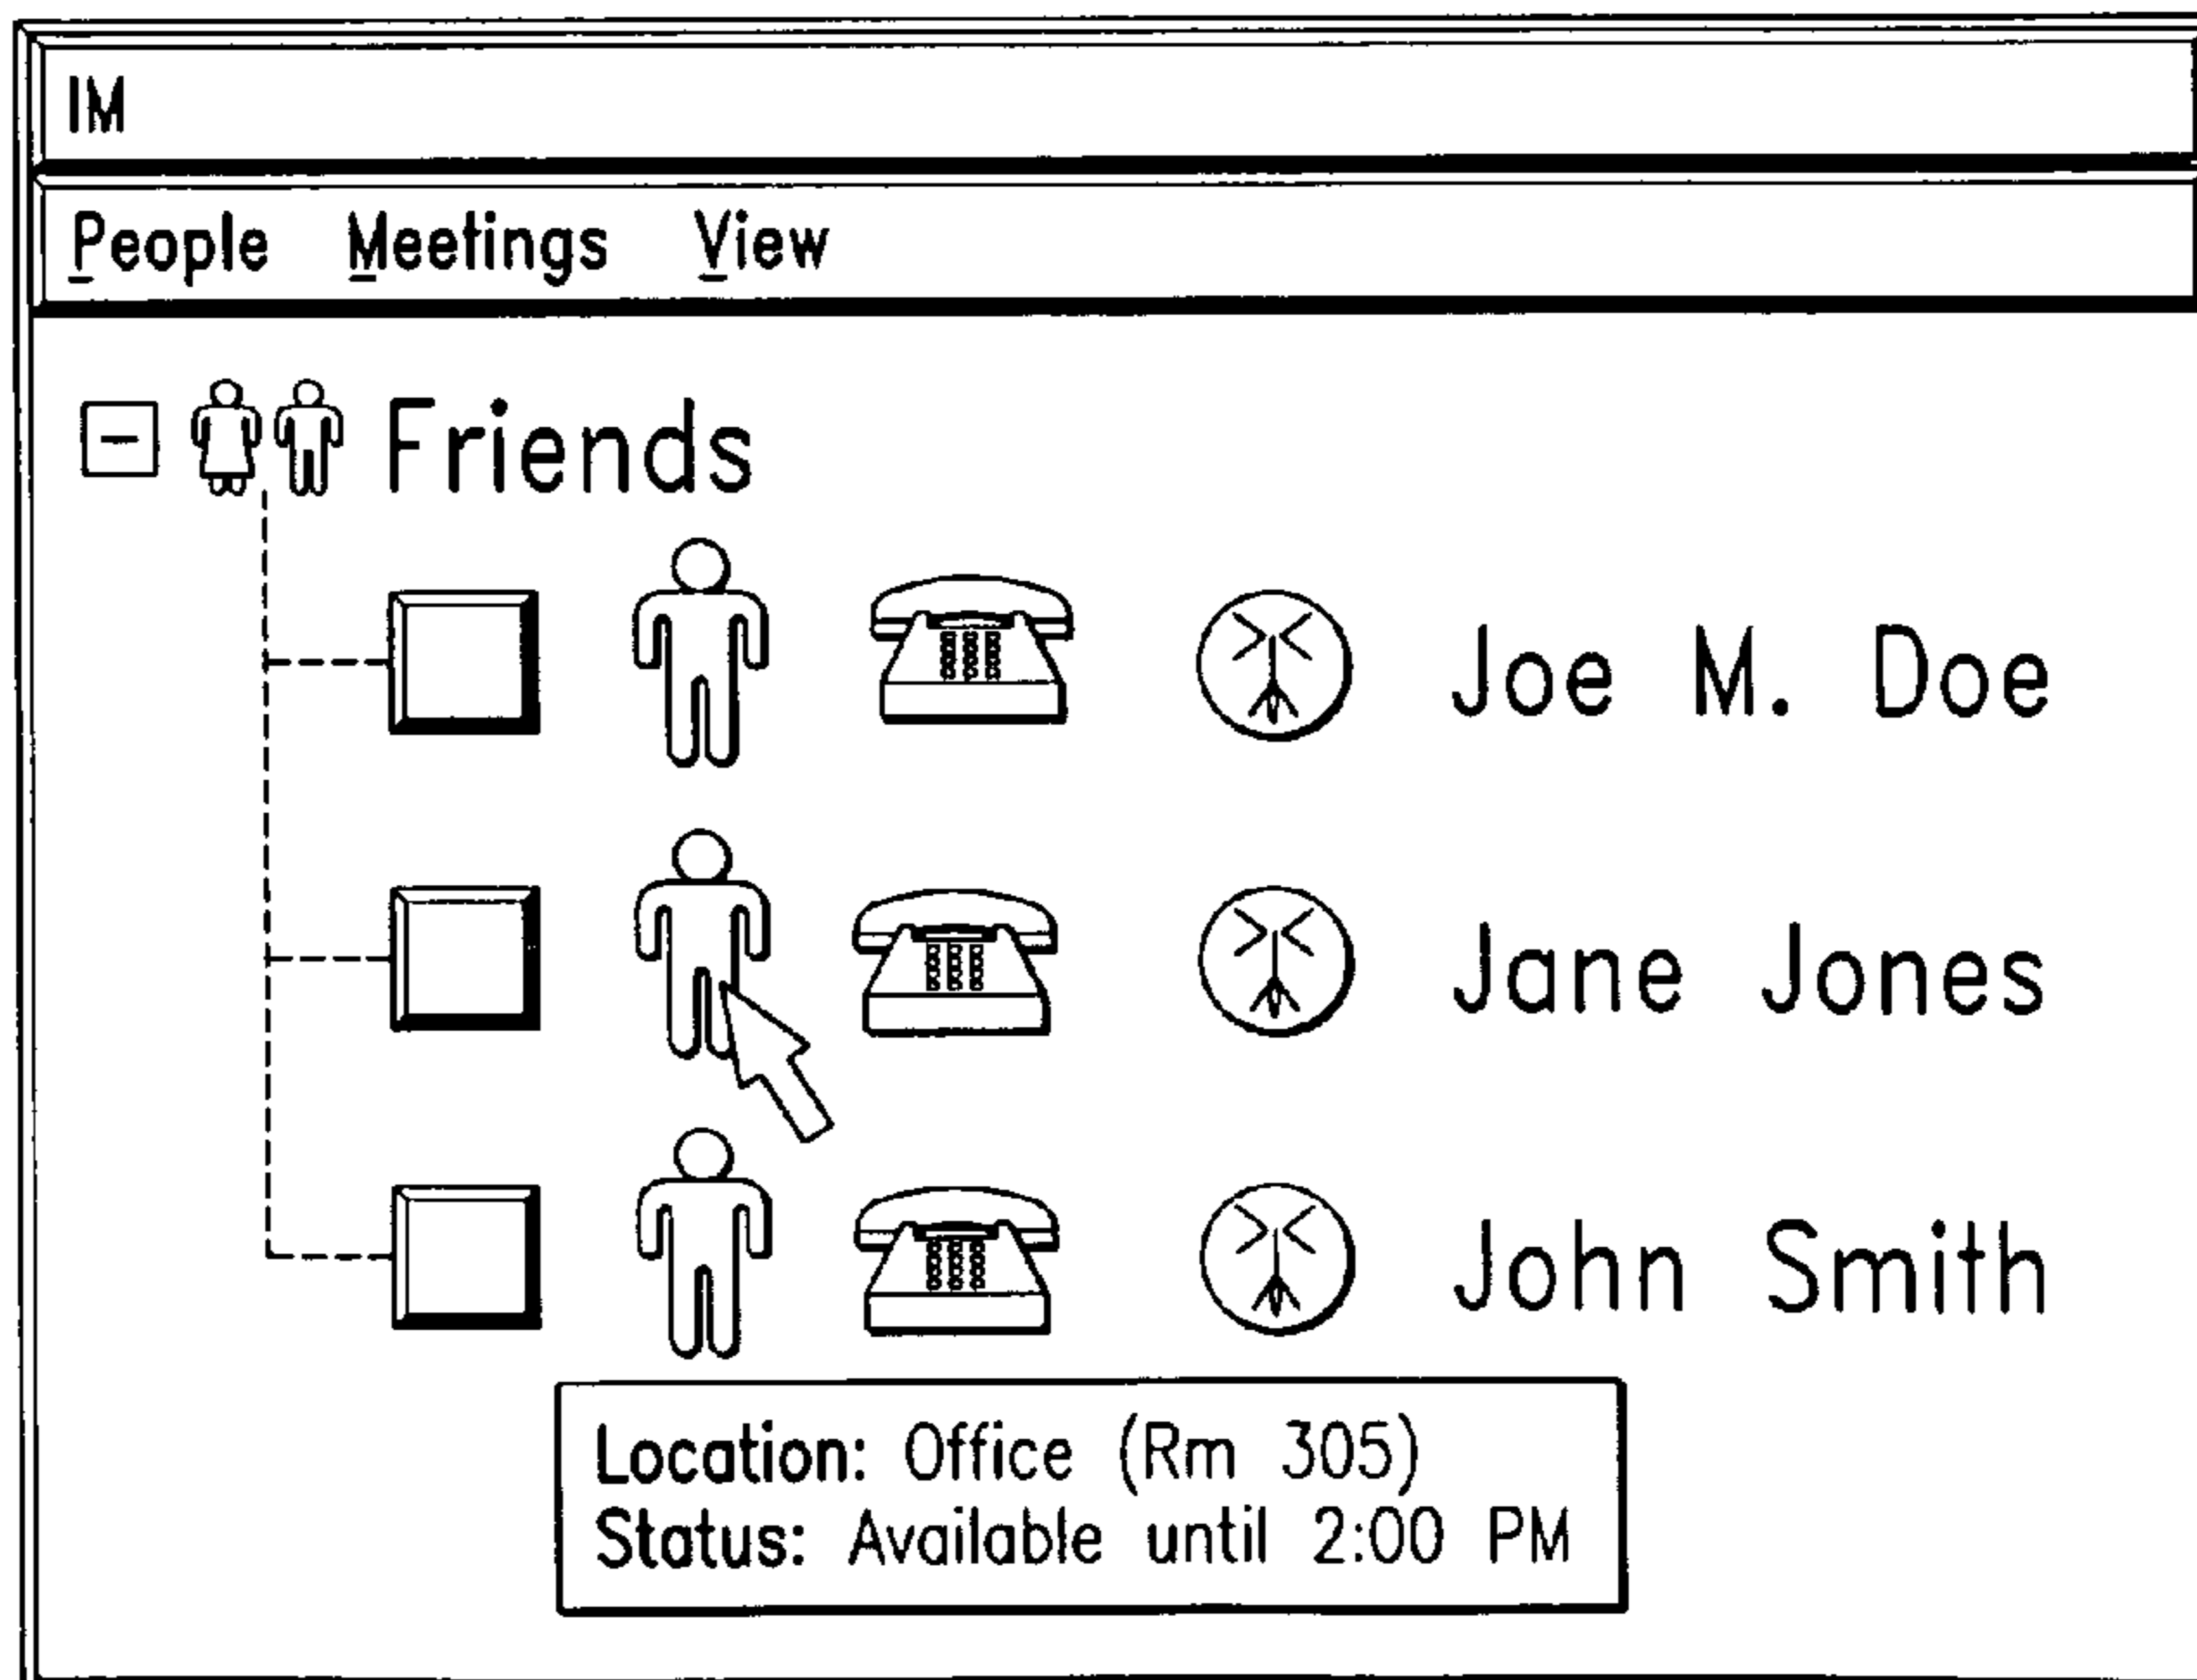 IM
People Meetings View
Friends
Joe M. Doe
Jane Jones
John Smith
Location: Office (Rm 305)
Status: Available until 2:00 PM